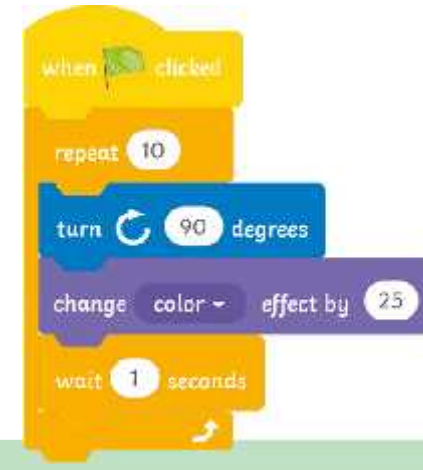 when clicked
repeat 10
turn 90 degrees
change color effect by 25
wait 1 seconds